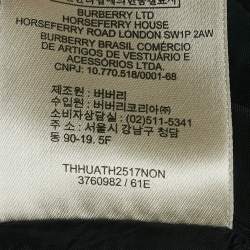 BURBERRY LTD
HORSEFERRY HOUSE
HORSEFERRY ROAD LONDON SW1P 2AW
BURBERRY BRASIL COMÉRCIO
DE ARTIGOS DE VESTUÁRIO E
ACESSÓRIOS LTDA.
CNPJ: 10.770.518/0001-68
제조원 : 버버리
수입원 : 버버리코리아(주)
소비자상담실 : 02)511-5341
주 소 : 서울시 강남구 청담
동 90-19. 5F
THHUATH2517NON
3760982 / 61E